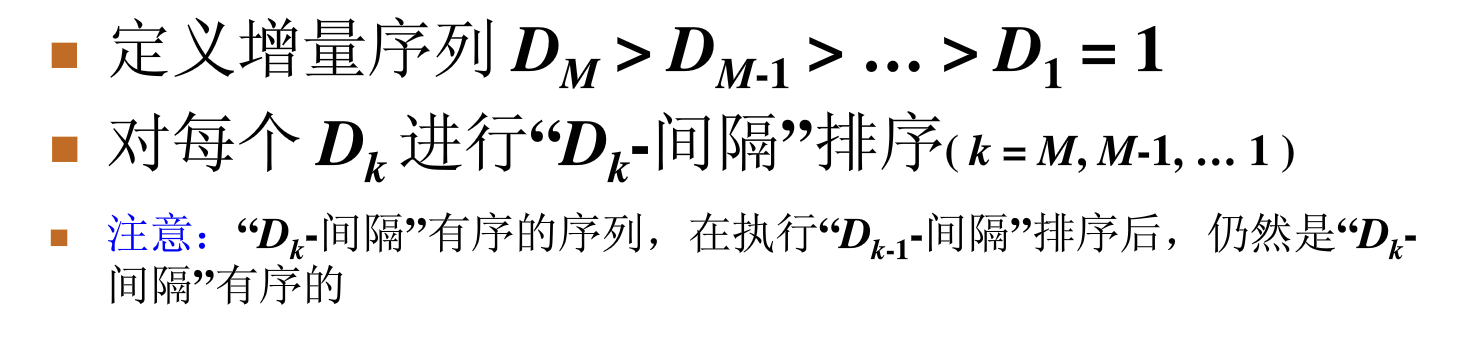 ■ 定义增量序列 D_M > D_{M-1} > … > D_1 = 1
■ 对每个 D_k 进行“D_k-间隔”排序( k = M, M-1, … 1 )
■ 注意：“D_k-间隔”有序的序列，在执行“D_{k-1}-间隔”排序后，仍然是“D_k-
间隔”有序的